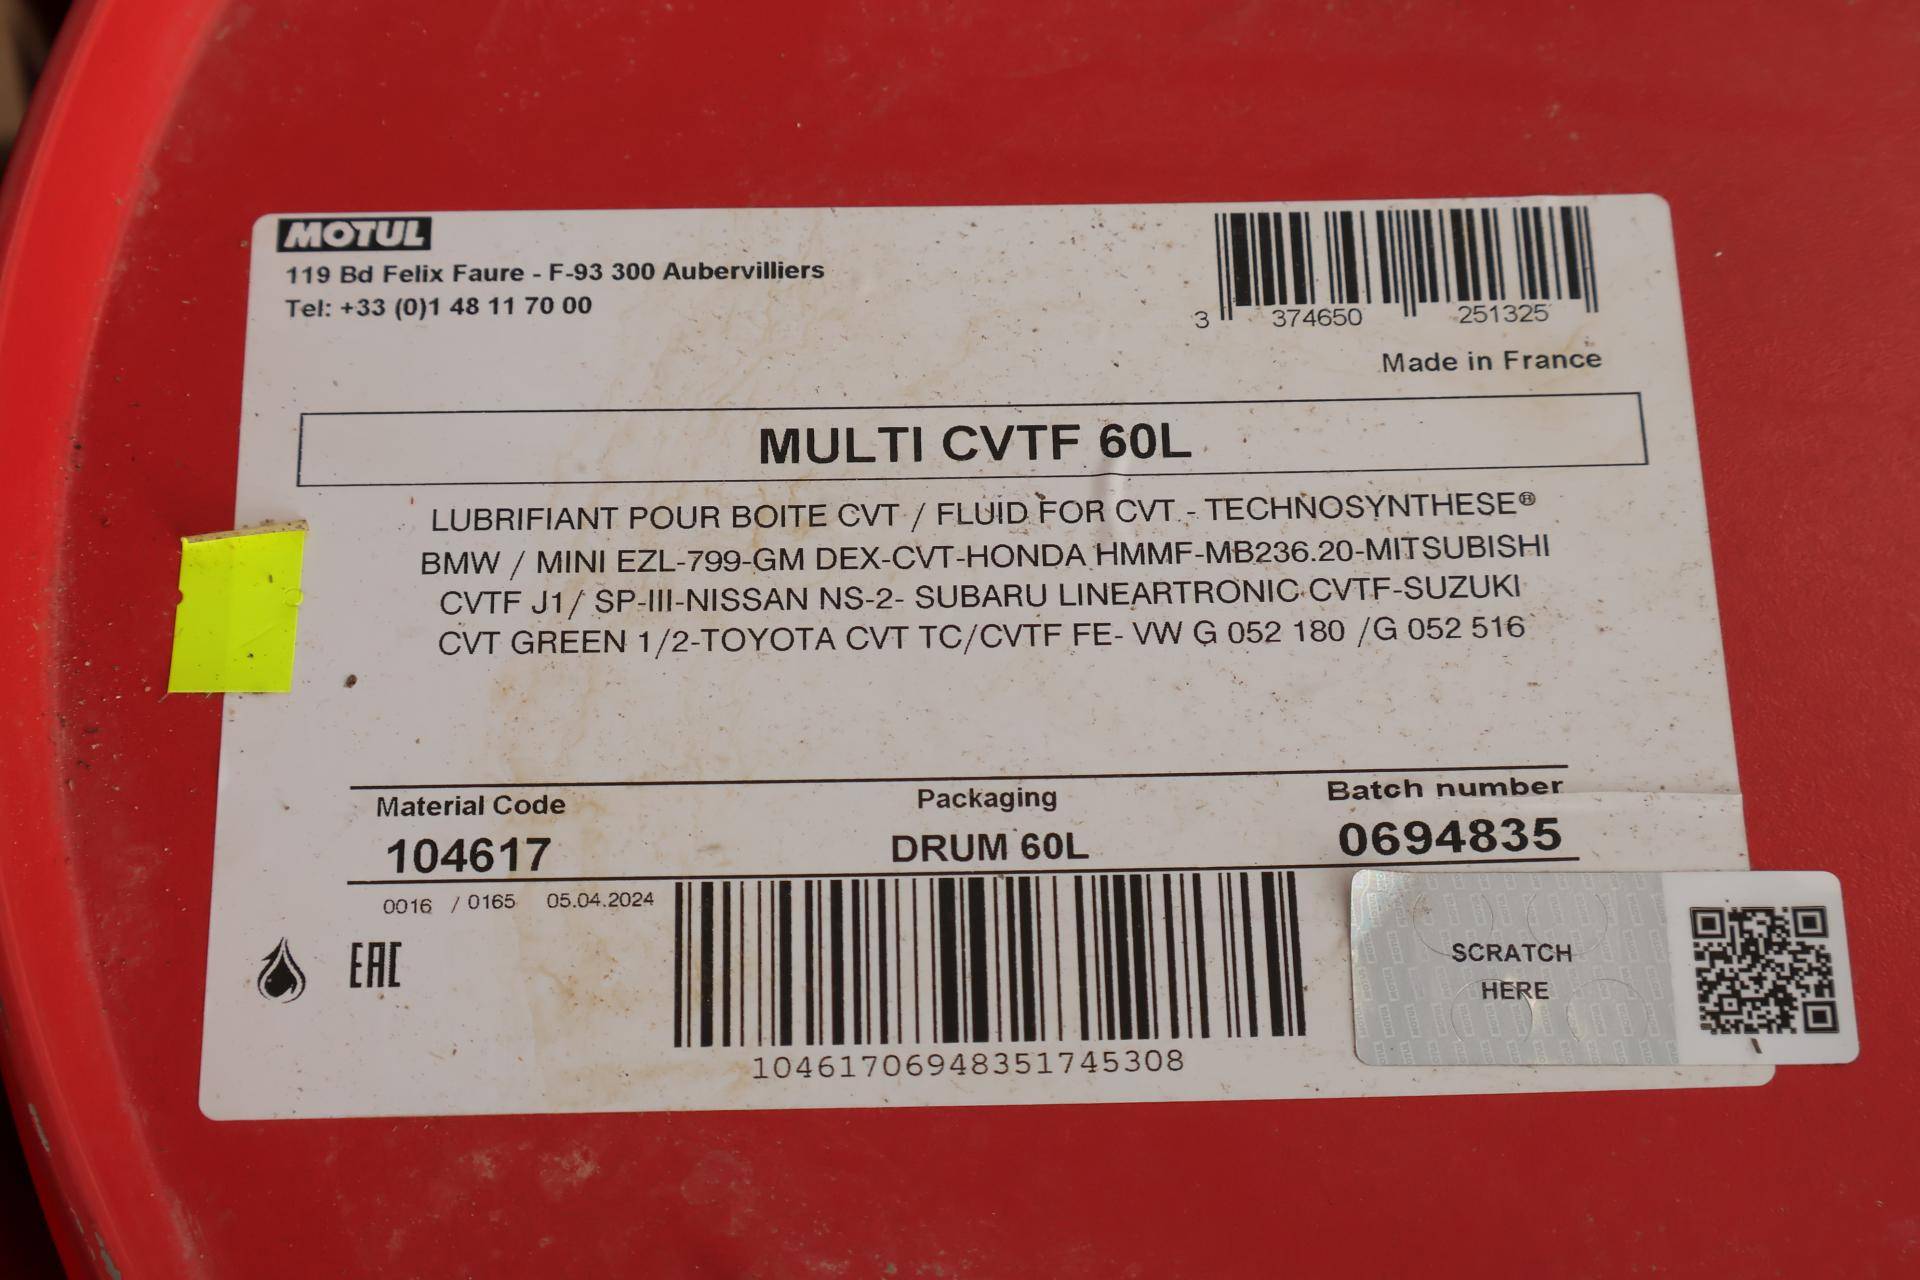 MOTUL
119 Bd Felix Faure - F-93 300 Aubervilliers
Tel: +33 (0)1 48 11 70 00
3 374650 251325
Made in France
MULTI CVTF 60L
LUBRIFIANT POUR BOITE CVT / FLUID FOR CVT - TECHNOSYNTHESE®
BMW / MINI EZL-799-GM DEX-CVT-HONDA HMMF-MB236.20-MITSUBISHI
CVTF J1/ SP-III-NISSAN NS-2- SUBARU LINEARTRONIC CVTF-SUZUKI
CVT GREEN 1/2-TOYOTA CVT TC/CVTF FE- VW G 052 180 /G 052 516
Material Code Packaging Batch number
104617 DRUM 60L 0694835
0016 / 0165 05.04.2024
EAC
10461706948351745308
SCRATCH
HERE